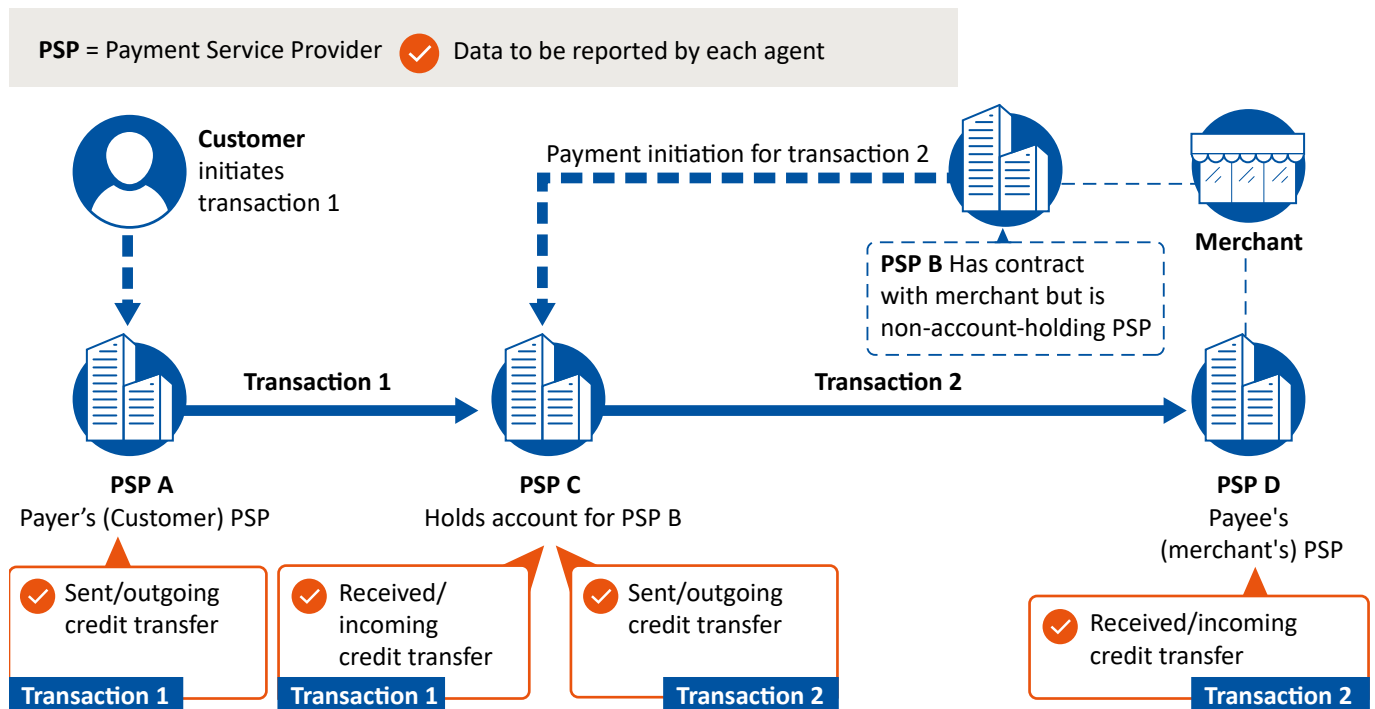 PSP = Payment Service Provider
Data to be reported by each agent
Customer
initiates
transaction 1
Payment initiation for transaction 2
Merchant
PSP B Has contract
with merchant but is
non-account-holding PSP
Transaction 1
Transaction 2
PSP A
Payer’s (Customer) PSP
PSP C
Holds account for PSP B
PSP D
Payee's
(merchant's) PSP
Sent/outgoing
credit transfer
Transaction 1
Received/
incoming
credit transfer
Transaction 1
Sent/outgoing
credit transfer
Transaction 2
Received/incoming
credit transfer
Transaction 2